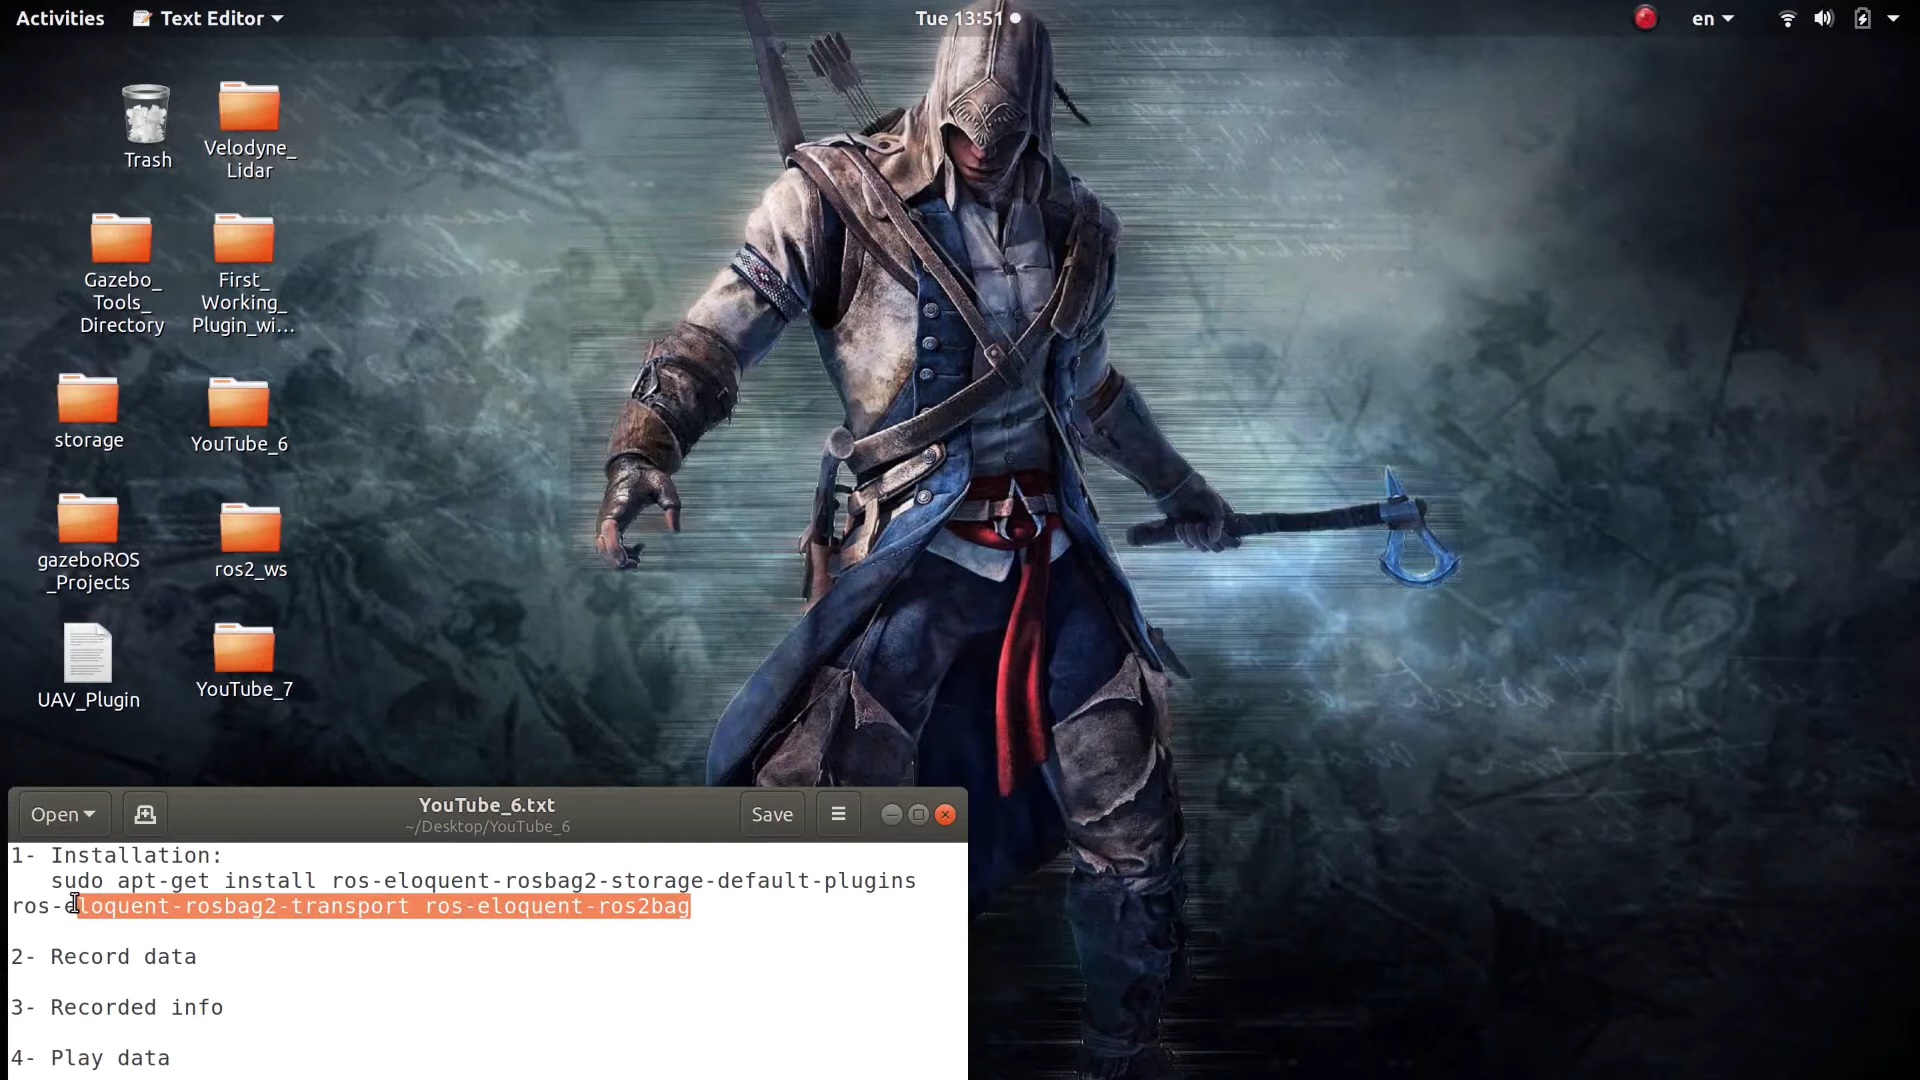 Activities
Text Editor
Tue 13:51
en
Trash
Velodyne_
Lidar
Gazebo_
Tools_
Directory
First_
Working_
Plugin_wi...
storage
YouTube_6
gazeboROS
_Projects
ros2_ws
UAV_Plugin
YouTube_7
Open
YouTube_6.txt
~/Desktop/YouTube_6
Save
1- Installation:
sudo apt-get install ros-eloquent-rosbag2-storage-default-plugins
ros-eloquent-rosbag2-transport ros-eloquent-ros2bag
2- Record data
3- Recorded info
4- Play data